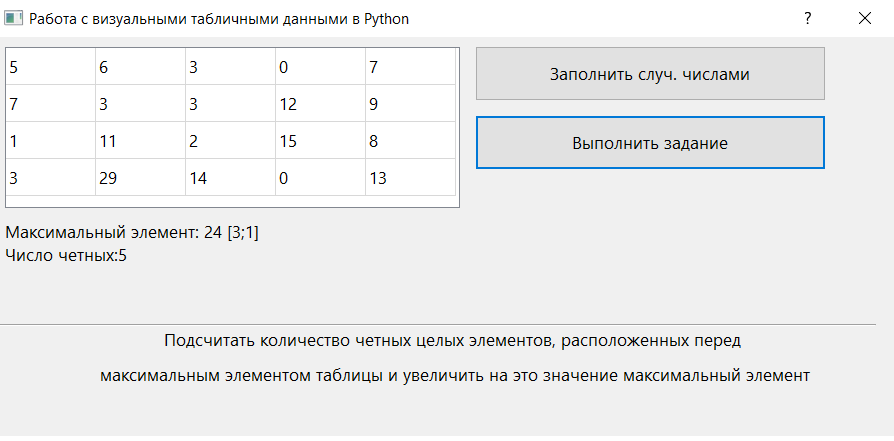 Работа с визуальными табличными данными в Python ?
5 6 3 0 7 Заполнить случ. числами
7 3 3 12 9
1 11 2 15 8 Выполнить задание
3 29 14 0 13
Максимальный элемент: 24 [3;1]
Число четных:5
Подсчитать количество четных целых элементов, расположенных перед
максимальным элементом таблицы и увеличить на это значение максимальный элемент